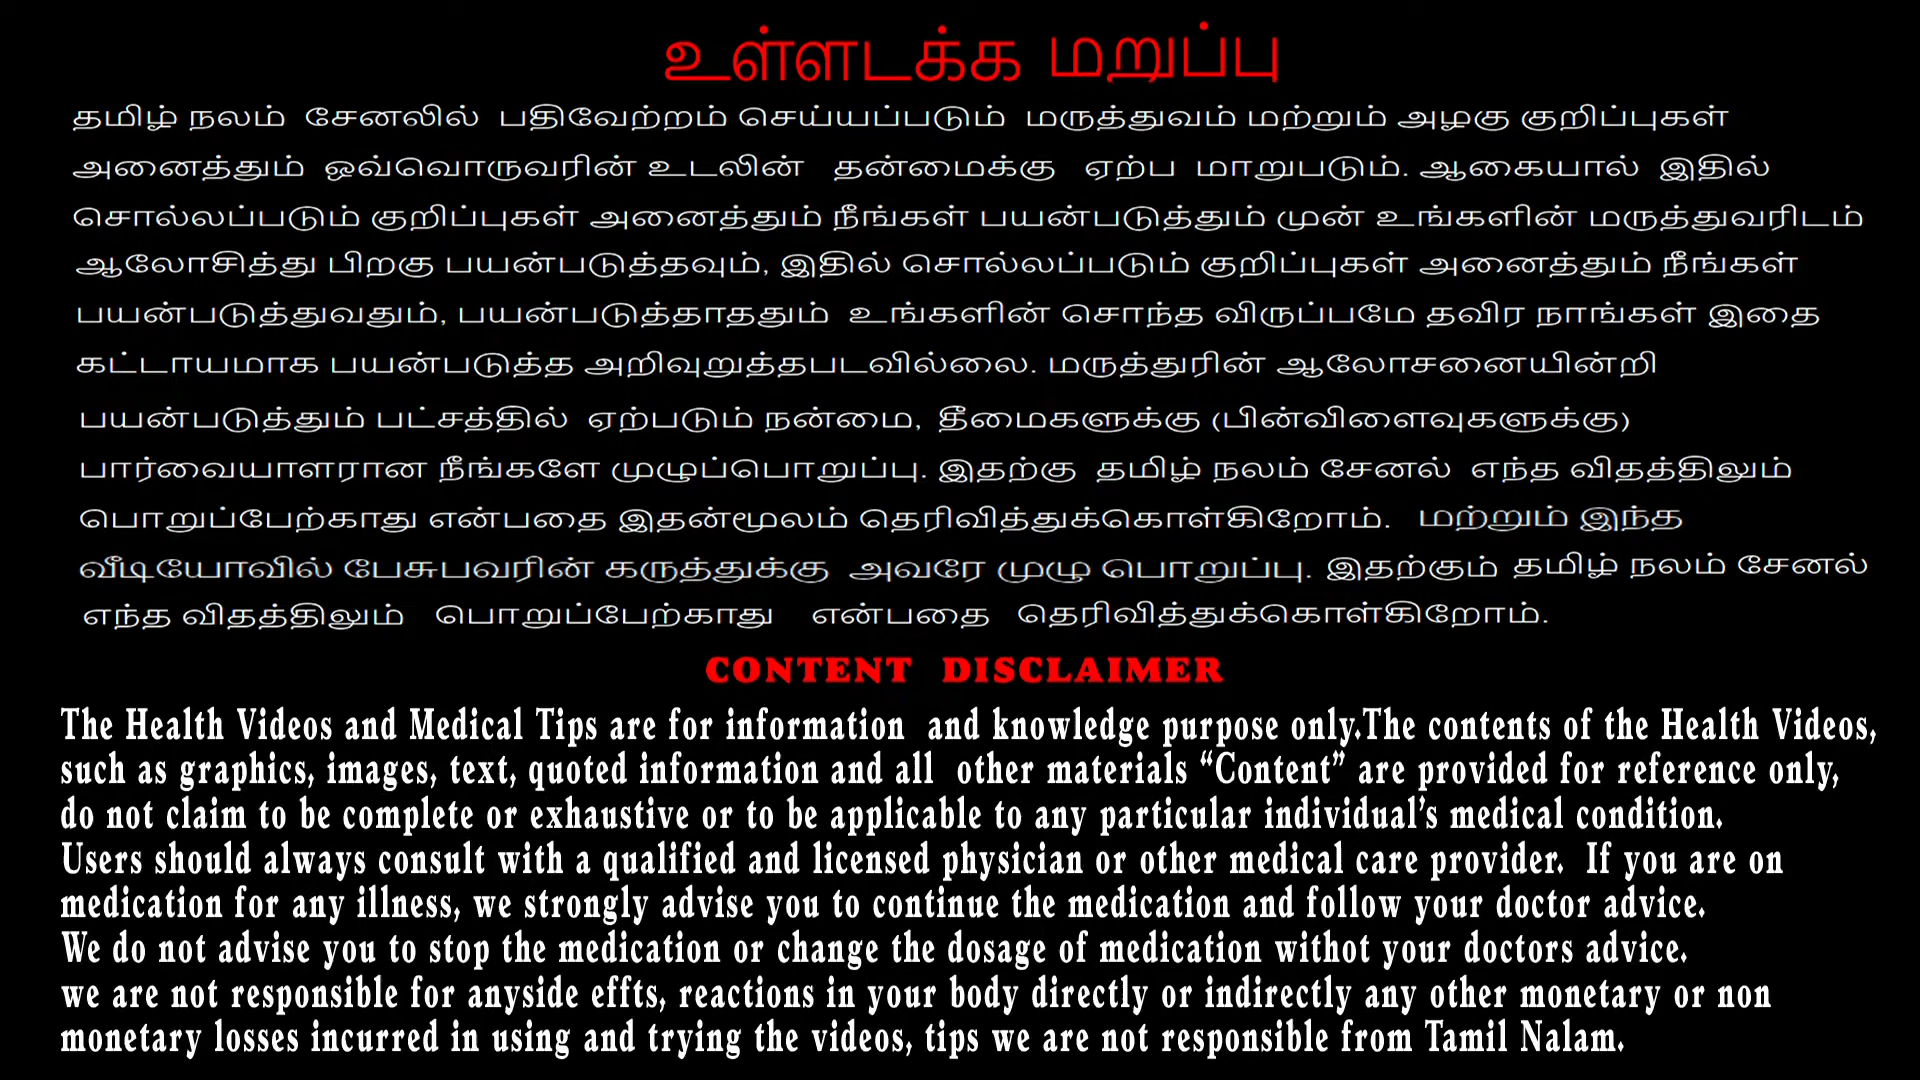 உள்ளடக்க மறுப்பு
தமிழ் நலம் சேனலில் பதிவேற்றம் செய்யப்படும் மருத்துவம் மற்றும் அழகு குறிப்புகள்
அனைத்தும் ஒவ்வொருவரின் உடலின் தன்மைக்கு ஏற்ப மாறுபடும். ஆகையால் இதில்
சொல்லப்படும் குறிப்புகள் அனைத்தும் நீங்கள் பயன்படுத்தும் முன் உங்களின் மருத்துவரிடம்
ஆலோசித்து பிறகு பயன்படுத்தவும், இதில் சொல்லப்படும் குறிப்புகள் அனைத்தும் நீங்கள்
பயன்படுத்துவதும், பயன்படுத்தாததும் உங்களின் சொந்த விருப்பமே தவிர நாங்கள் இதை
கட்டாயமாக பயன்படுத்த அறிவுறுத்தபடவில்லை. மருத்துரின் ஆலோசனையின்றி
பயன்படுத்தும் பட்சத்தில் ஏற்படும் நன்மை, தீமைகளுக்கு (பின்விளைவுகளுக்கு)
பார்வையாளரான நீங்களே முழுப்பொறுப்பு. இதற்கு தமிழ் நலம் சேனல் எந்த விதத்திலும்
பொறுப்பேற்காது என்பதை இதன்மூலம் தெரிவித்துக்கொள்கிறோம். மற்றும் இந்த
வீடியோவில் பேசுபவரின் கருத்துக்கு அவரே முழு பொறுப்பு. இதற்கும் தமிழ் நலம் சேனல்
எந்த விதத்திலும் பொறுப்பேற்காது என்பதை தெரிவித்துக்கொள்கிறோம்.
CONTENT DISCLAIMER
The Health Videos and Medical Tips are for information and knowledge purpose only.The contents of the Health Videos,
such as graphics, images, text, quoted information and all other materials “Content” are provided for reference only,
do not claim to be complete or exhaustive or to be applicable to any particular individual’s medical condition.
Users should always consult with a qualified and licensed physician or other medical care provider. If you are on
medication for any illness, we strongly advise you to continue the medication and follow your doctor advice.
We do not advise you to stop the medication or change the dosage of medication withot your doctors advice.
we are not responsible for anyside effts, reactions in your body directly or indirectly any other monetary or non
monetary losses incurred in using and trying the videos, tips we are not responsible from Tamil Nalam.